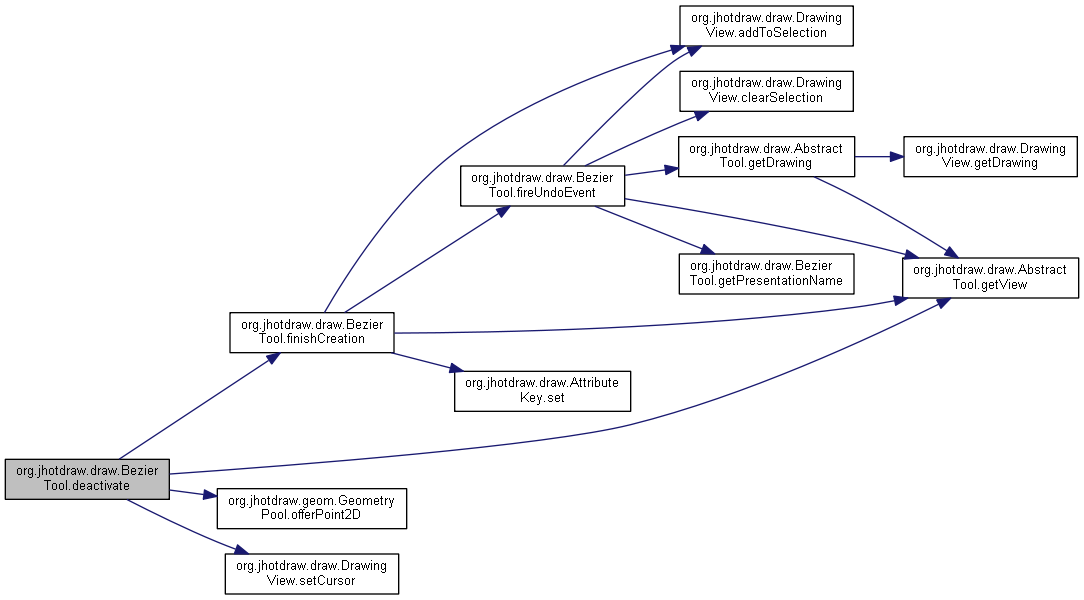 org.jhotdraw.draw.Drawing
View.addToSelection
org.jhotdraw.draw.Drawing
View.clearSelection
org.jhotdraw.draw.Abstract
Tool.getDrawing
org.jhotdraw.draw.Drawing
View.getDrawing
org.jhotdraw.draw.Bezier
Tool.fireUndoEvent
org.jhotdraw.draw.Bezier
Tool.getPresentationName
org.jhotdraw.draw.Abstract
Tool.getView
org.jhotdraw.draw.Bezier
Tool.finishCreation
org.jhotdraw.draw.Attribute
Key.set
org.jhotdraw.draw.Bezier
Tool.deactivate
org.jhotdraw.geom.Geometry
Pool.offerPoint2D
org.jhotdraw.draw.Drawing
View.setCursor